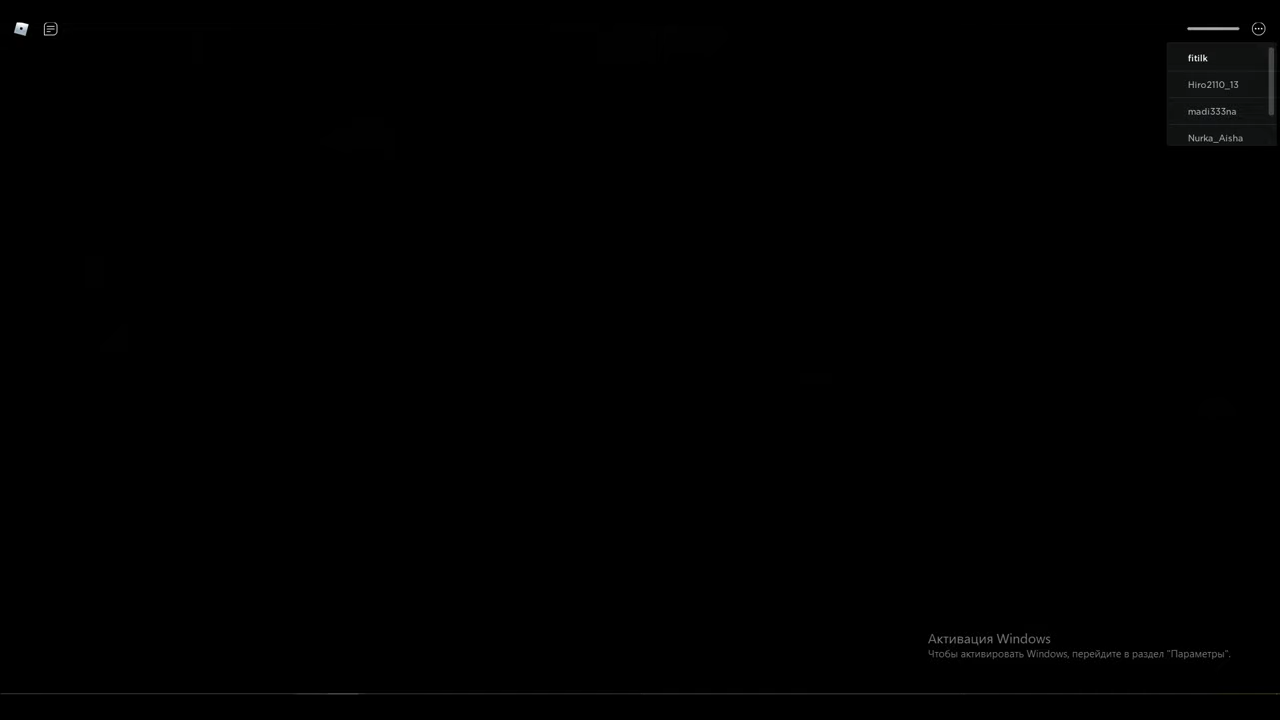 fitilk
Hiro2110_13
madi333na
Nurka_Aisha
Активация Windows
Чтобы активировать Windows, перейдите в раздел "Параметры".